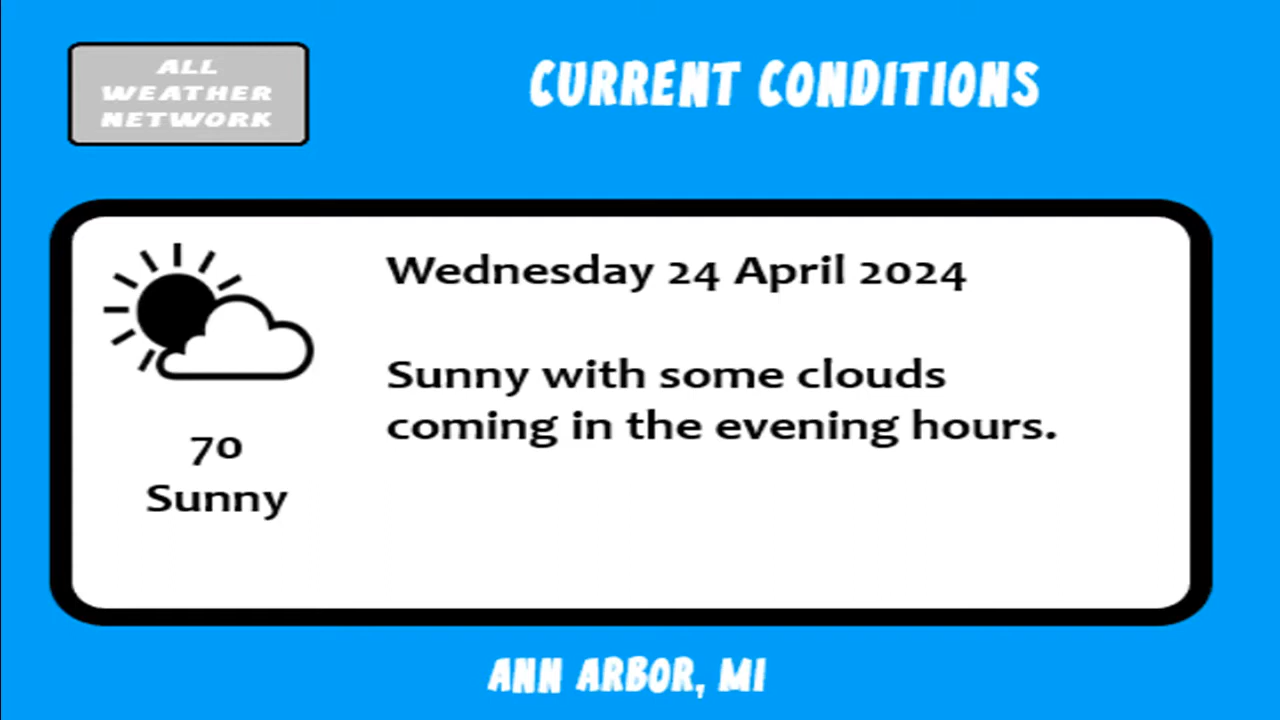 ALL
WEATHER
NETWORK
CURRENT CONDITIONS
Wednesday 24 April 2024
Sunny with some clouds
coming in the evening hours.
70
Sunny
ANN ARBOR, MI